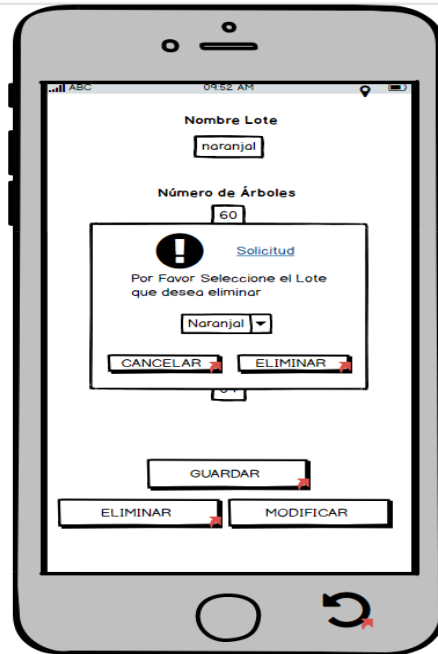 ABC 09:52 AM
Nombre Lote
naranjal
Número de Árboles
60
Solicitud
Por Favor Seleccione el Lote
que desea eliminar
Naranjal
CANCELAR ELIMINAR
GUARDAR
ELIMINAR MODIFICAR